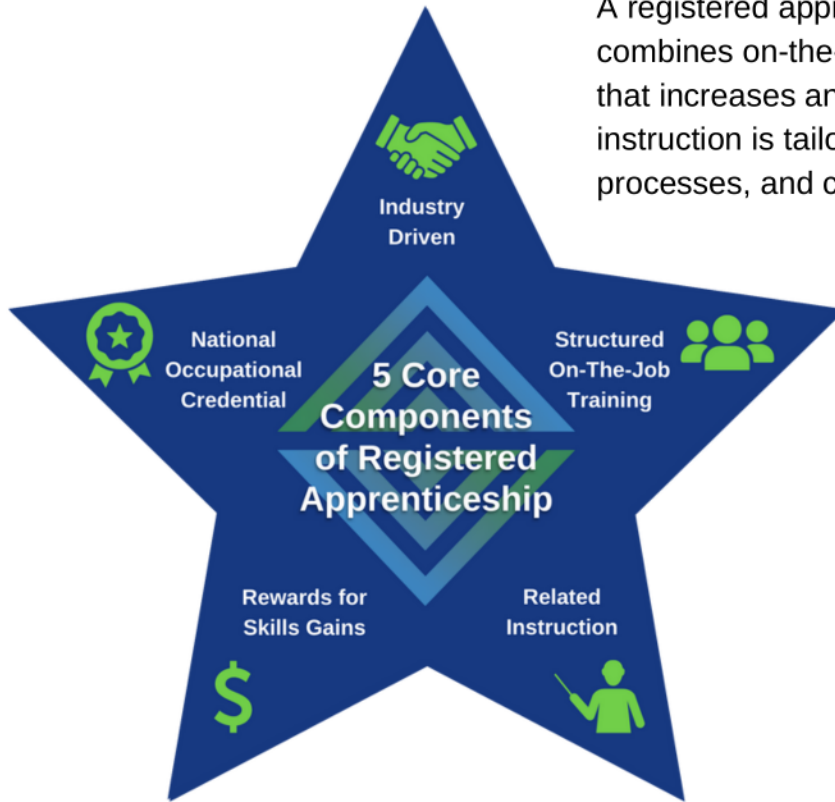 A registered appr
combines on-the-
that increases an
instruction is tailo
processes, and c
Industry
Driven
National
Occupational
Credential
Structured
On-The-Job
Training
5 Core
Components
of Registered
Apprenticeship
Rewards for
Skills Gains
Related
Instruction
$